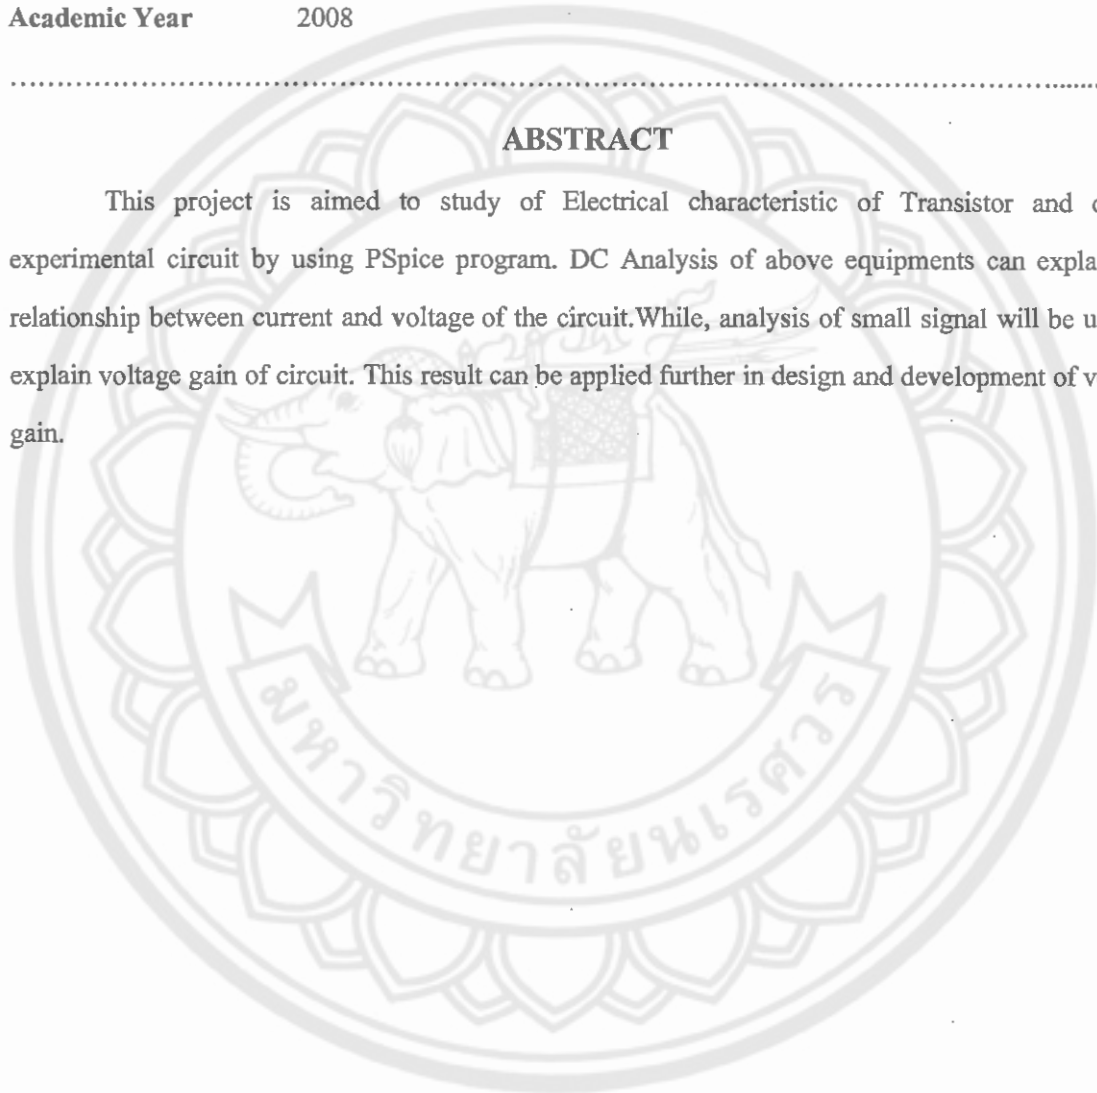 Academic Year 2008
ABSTRACT
This project is aimed to study of Electrical characteristic of Transistor and
experimental circuit by using PSpice program. DC Analysis of above equipments can
relationship between current and voltage of the circuit.While, analysis of small signal will be
explain voltage gain of circuit. This result can be applied further in design and development of
gain.
มหาวิทยาลัยนเรศวร